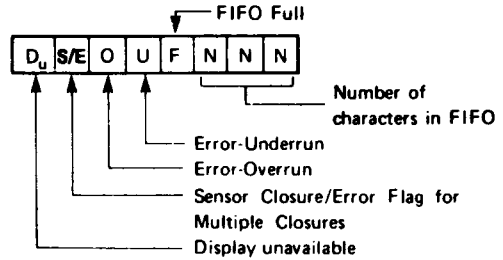 FIFO Full
Du S/E O U F N N N
Number of
characters in FIFO
Error-Underrun
Error-Overrun
Sensor Closure/Error Flag for
Multiple Closures
Display unavailable